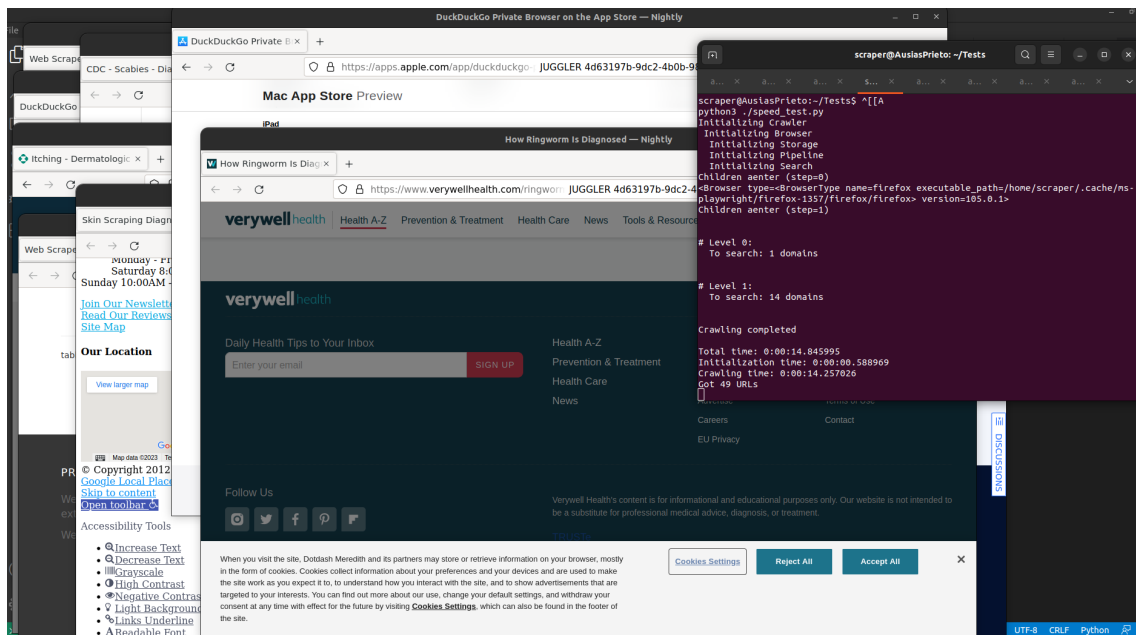 DuckDuckGo Private Browser on the App Store — Nightly
File
Web Scrape
CDC - Scabies - Dia
DuckDuckGo
DuckDuckGo Private B
https://apps.apple.com/app/duckduckgo-
JUGGLER 4d63197b-9dc2-4b0b-98
Mac App Store Preview
iPad
Itching - Dermatologic
Skin Scraping Diagn
Web Scrape
Monday - Fr
Saturday 8:0
Sunday 10:00AM -
Join Our Newslette
Read Our Reviews
Site Map
tab
Our Location
View larger map
Go
Map data ©2023
Te
© Copyright 2012
Google Local Place
Skip to content
Open toolbar
Accessibility Tools
Increase Text
Decrease Text
Grayscale
High Contrast
Negative Contras
Light Background
Links Underline
Readable Font
PR
We
ext
We
How Ringworm Is Diagnosed — Nightly
How Ringworm Is Diag
https://www.verywellhealth.com/ringworm
JUGGLER 4d63197b-9dc2-4
verywell health
Health A-Z
Prevention & Treatment
Health Care
News
Tools & Resource
verywell health
Daily Health Tips to Your Inbox
Enter your email
SIGN UP
Health A-Z
Prevention & Treatment
Health Care
News
Advertise
Terms of Use
Careers
Contact
EU Privacy
Follow Us
Verywell Health's content is for informational and educational purposes only. Our website is not intended to
be a substitute for professional medical advice, diagnosis, or treatment.
When you visit the site, Dotdash Meredith and its partners may store or retrieve information on your browser, mostly
in the form of cookies. Cookies collect information about your preferences and your devices and are used to make
the site work as you expect it to, to understand how you interact with the site, and to show advertisements that are
targeted to your interests. You can find out more about our use, change your default settings, and withdraw your
consent at any time with effect for the future by visiting Cookies Settings, which can also be found in the footer of
the site.
Cookies Settings
Reject All
Accept All
scraper@AusiasPrieto: ~/Tests
a...
a...
a...
s...
a...
a...
a...
a...
scraper@AusiasPrieto:~/Tests$ ^[[A
python3 ./speed_test.py
Initializing Crawler
Initializing Browser
Initializing Storage
Initializing Pipeline
Initializing Search
Children aenter (step=0)
<Browser type=<BrowserType name=firefox executable_path=/home/scraper/.cache/ms-
playwright/firefox-1357/firefox/firefox> version=105.0.1>
Children aenter (step=1)
# Level 0:
To search: 1 domains
# Level 1:
To search: 14 domains
Crawling completed
Total time: 0:00:14.845995
Initialization time: 0:00:00.588969
Crawling time: 0:00:14.257026
Got 49 URLs
DISCUSSIONS
UTF-8
CRLF
Python